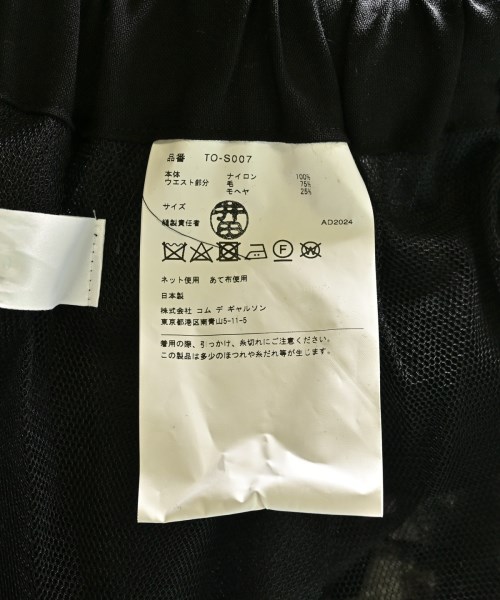 品番 TO-S007
本体 ナイロン 100%
ウエスト部分 毛 75%
モヘヤ 25%
サイズ
縫製責任者 井田 AD2024
F W
ネット使用 あて布使用
日本製
株式会社 コム デ ギャルソン
東京都港区南青山5-11-5
着用の際、引っかけ、糸切れにご注意ください。
この製品は多少のほつれや糸だれ等が生じます。